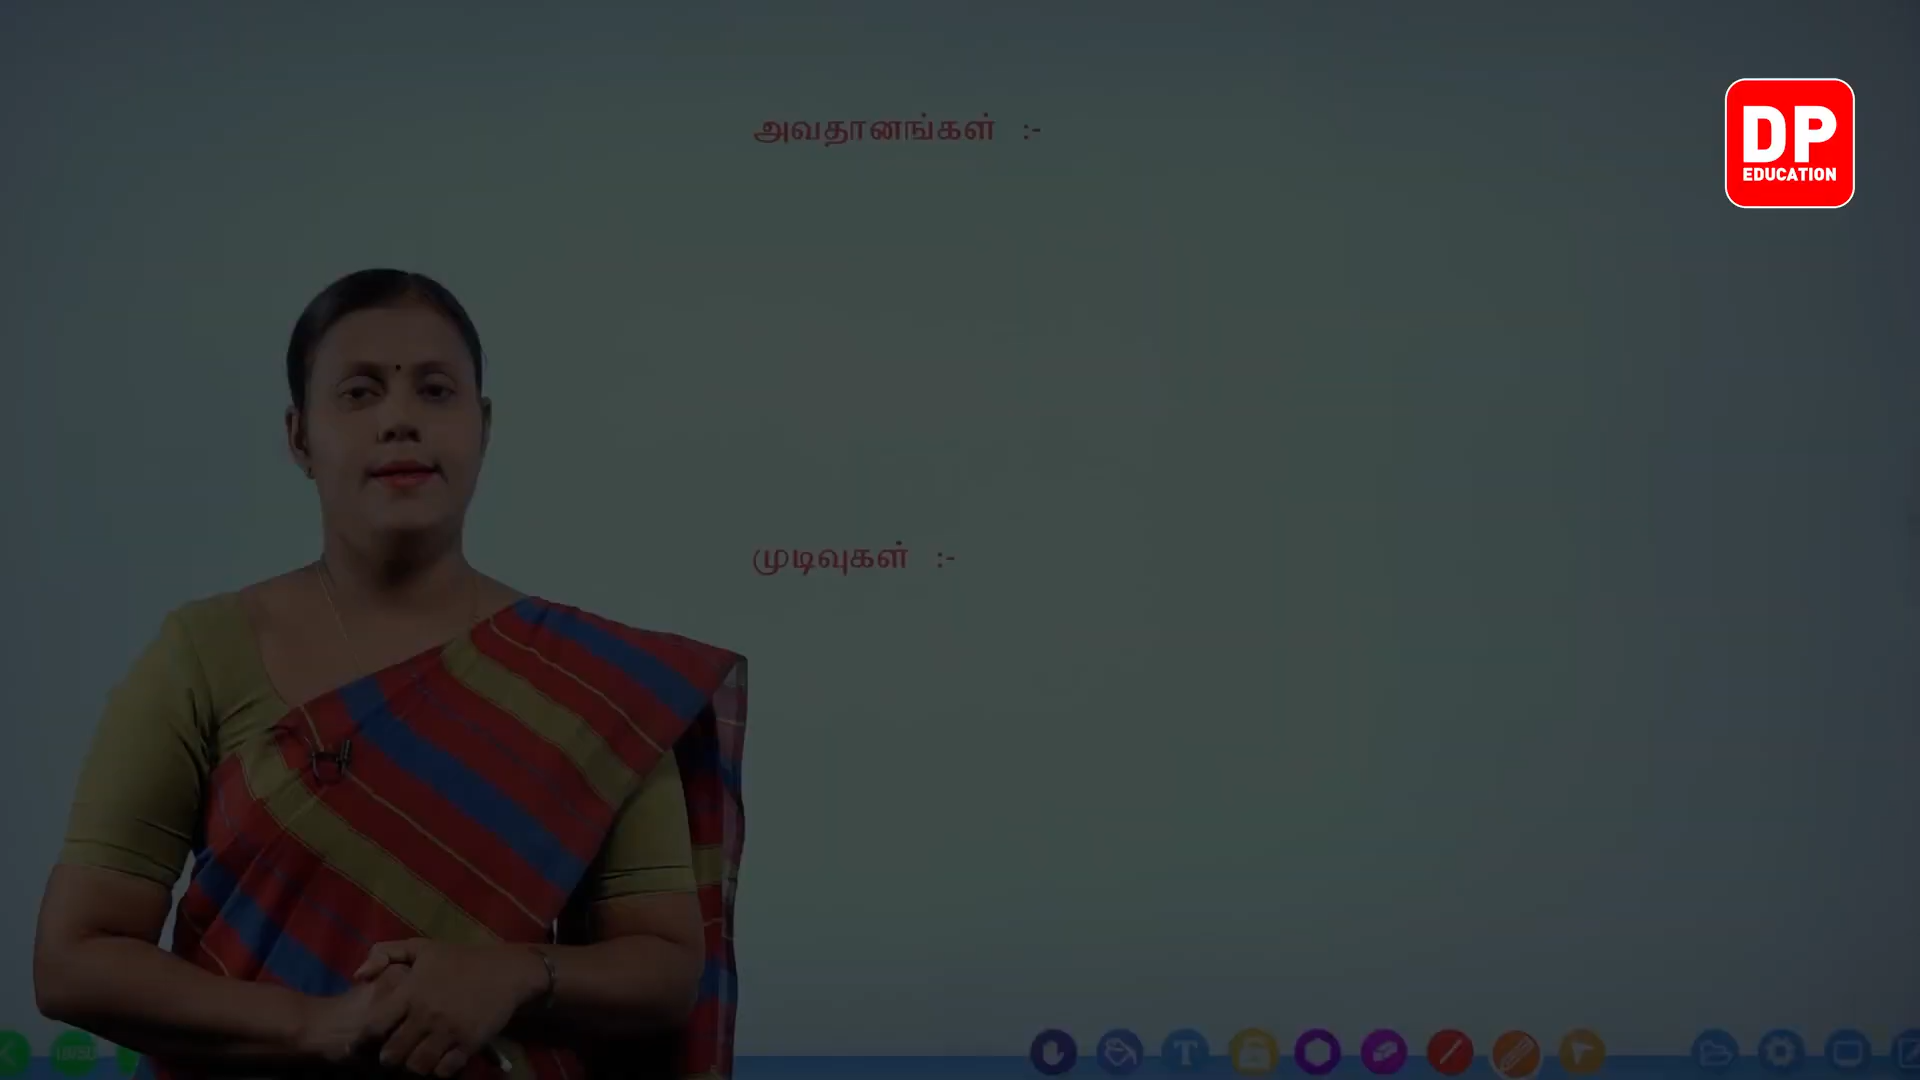 அவதானங்கள் :-
DP
EDUCATION
முடிவுகள் :-